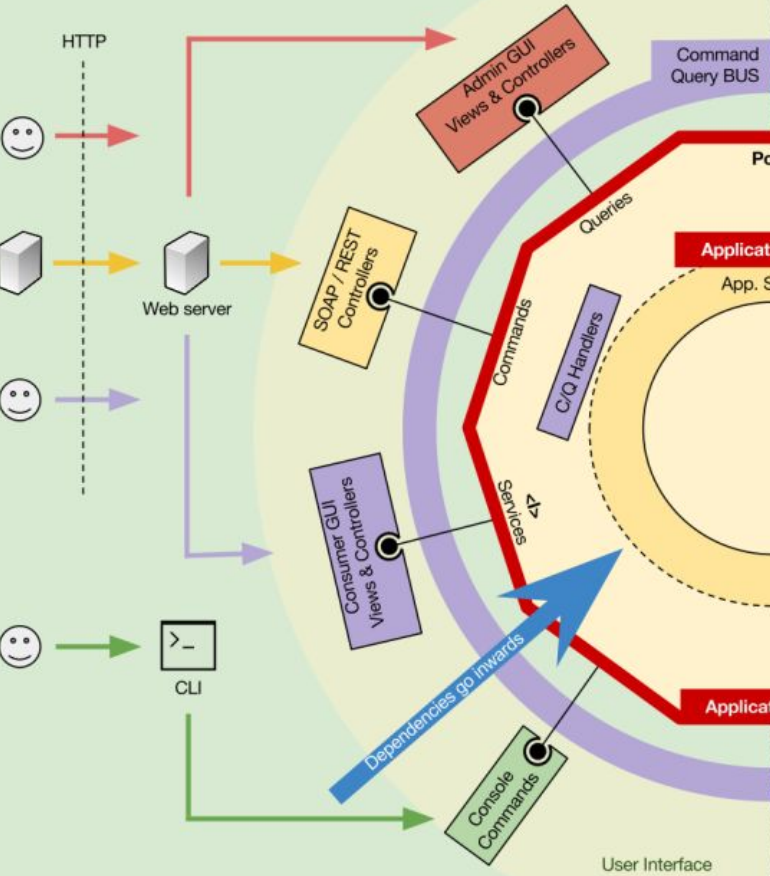 HTTP
Admin GUI
Views & Controllers
Command
Query BUS
Po
Queries
SOAP / REST
Controllers
Web server
Applicat
App. S
Commands
C/Q Handlers
Services
</>
Consumer GUI
Views & Controllers
>_
CLI
Dependencies go inwards
Applicat
Console
Commands
User Interface